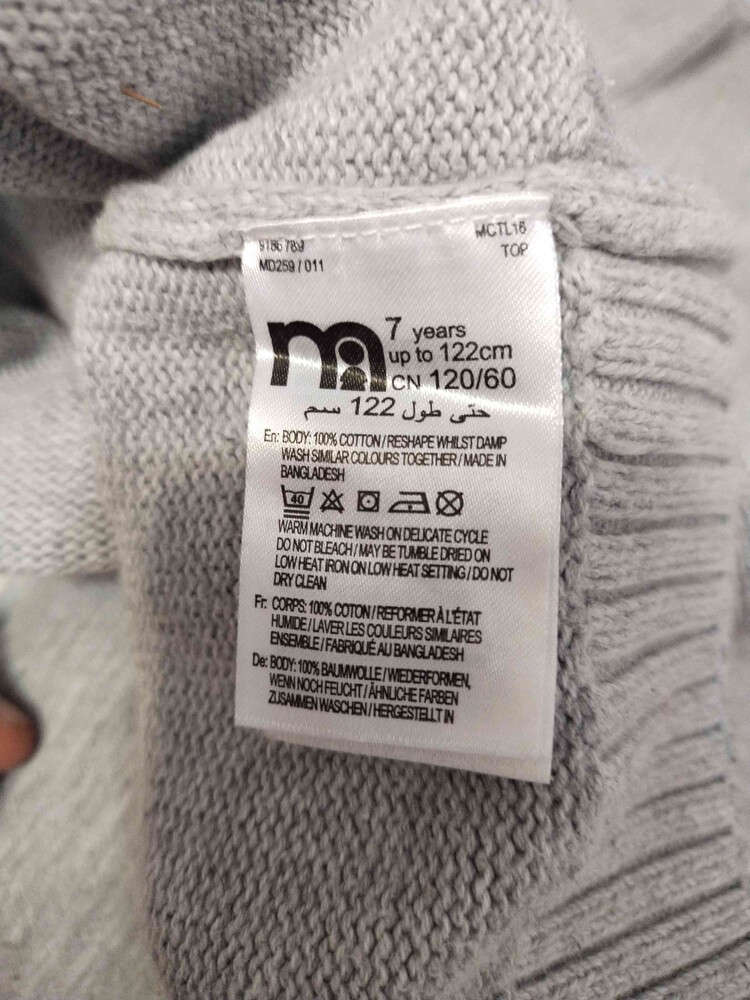 9186 789
MD259 / 011
MCTL16
TOP
m
7 years
up to 122cm
CN 120/60
حتّى طول 122 سم
En: BODY: 100% COTTON / RESHAPE WHILST DAMP
WASH SIMILAR COLOURS TOGETHER / MADE IN
BANGLADESH
40
WARM MACHINE WASH ON DELICATE CYCLE
DO NOT BLEACH / MAY BE TUMBLE DRIED ON
LOW HEAT IRON ON LOW HEAT SETTING / DO NOT
DRY CLEAN
Fr: CORPS: 100% COTON / REFORMER À L'ÉTAT
HUMIDE / LAVER LES COULEURS SIMILAIRES
ENSEMBLE / FABRIQUÉ AU BANGLADESH
De: BODY: 100% BAUMWOLLE / WIEDERFORMEN,
WENN NOCH FEUCHT / ÄHNLICHE FARBEN
ZUSAMMEN WASCHEN / HERGESTELLT IN